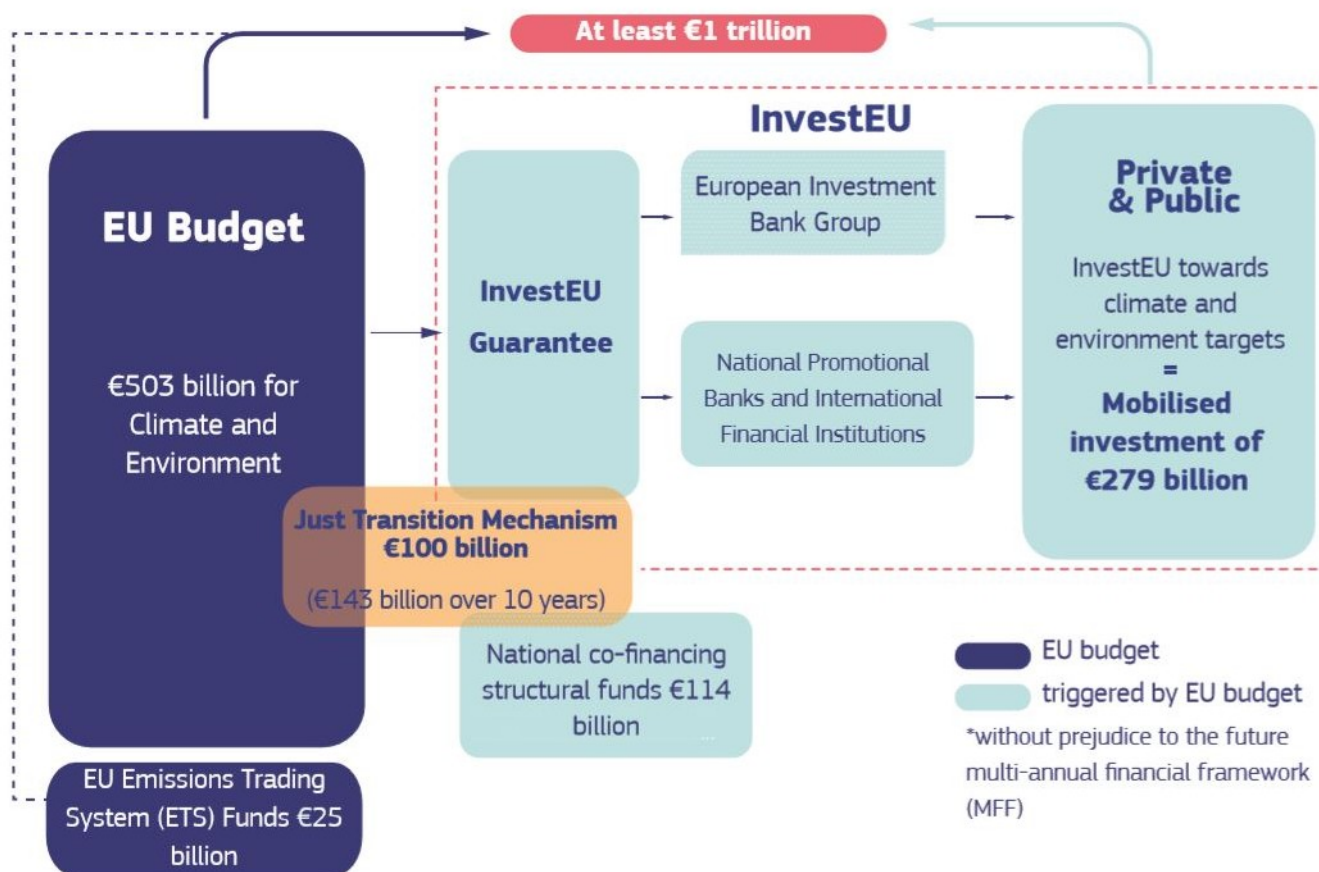 At least €1 trillion
EU Budget
€503 billion for
Climate and
Environment
InvestEU
InvestEU
Guarantee
European Investment
Bank Group
National Promotional
Banks and International
Financial Institutions
Private
& Public
InvestEU towards
climate and
environment targets
=
Mobilised
investment of
€279 billion
Just Transition Mechanism
€100 billion
(€143 billion over 10 years)
National co-financing
structural funds €114
billion
EU Emissions Trading
System (ETS) Funds €25
billion
EU budget
triggered by EU budget
*without prejudice to the future
multi-annual financial framework
(MFF)